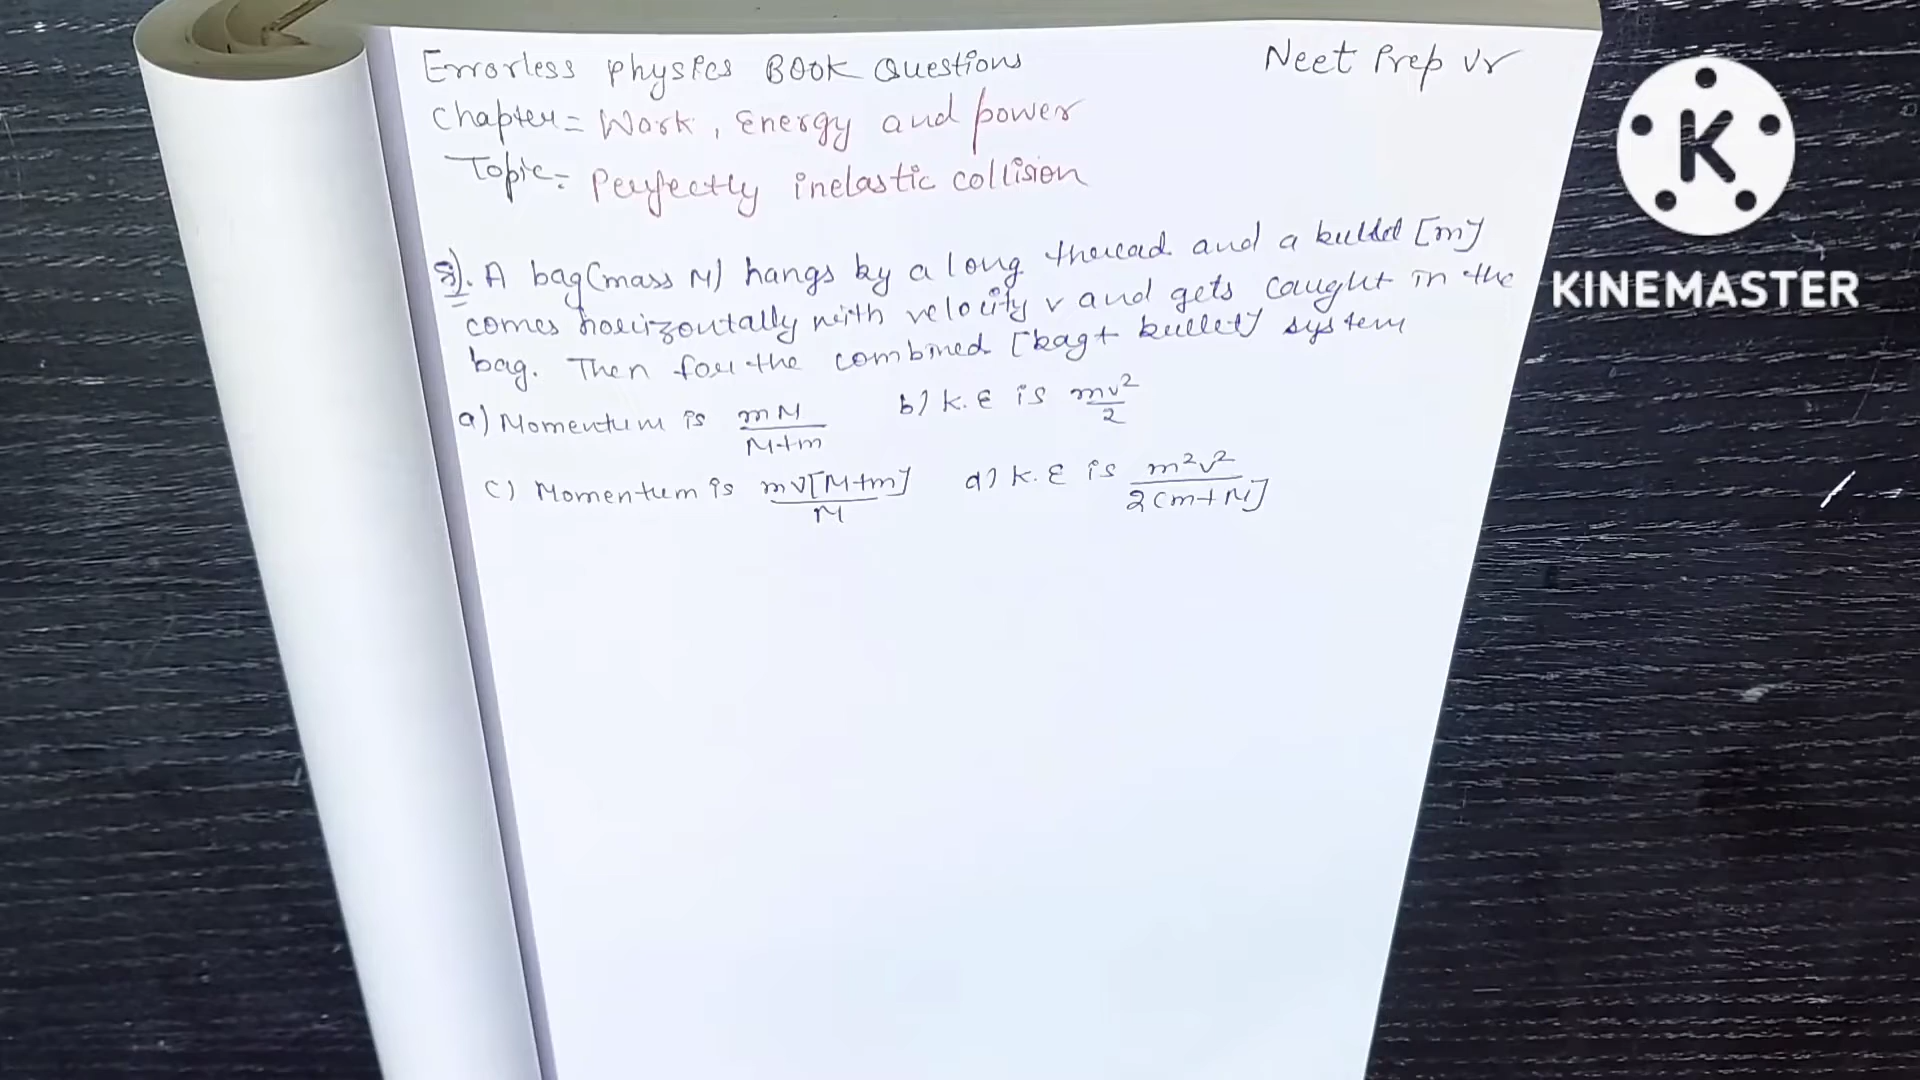 Errorless physics Book Questions
Neet Prep Vr
Chapter = Work, Energy and power
Topic = Perfectly inelastic collision
Q). A bag (mass M) hangs by a long thread and a bullet [m]
comes horizontally with velocity v and gets caught in the
bag. Then for the combined [bag + bullet] system
a) Momentum is mM/M+m b) K.E is mv²/2
c) Momentum is mv[M+m]/M d) K.E is m²v²/2(m+M]
K
KINEMASTER